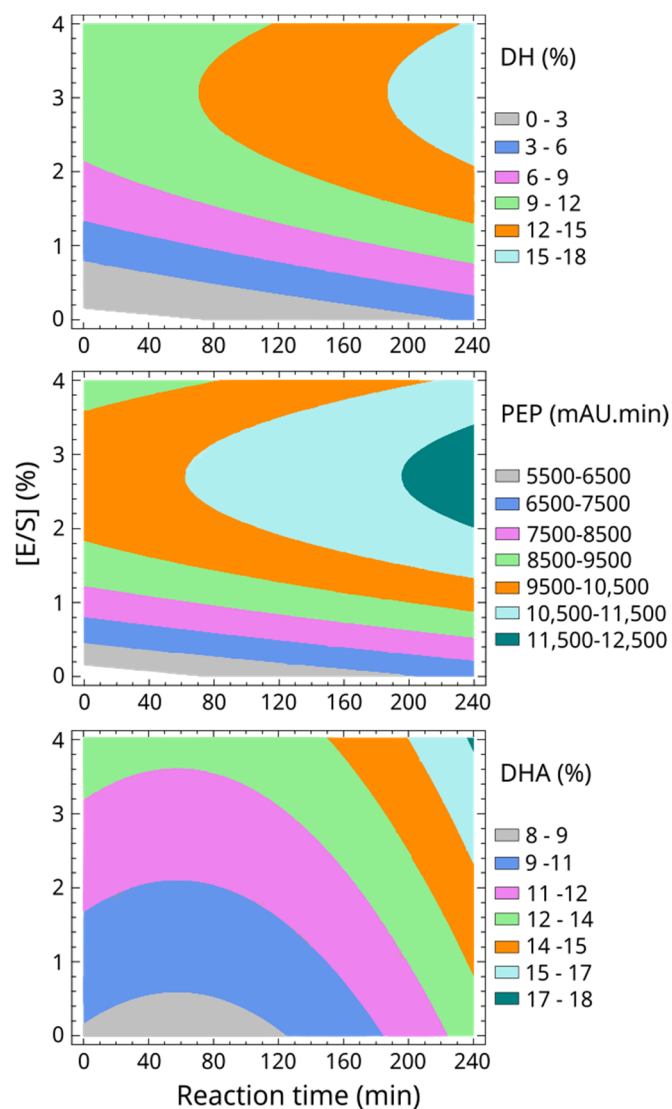 DH (%)
0 - 3
3 - 6
6 - 9
9 - 12
12 -15
15 -18
4
3
2
1
0
0 40 80 120 160 200 240
PEP (mAU.min)
5500-6500
6500-7500
7500-8500
8500-9500
9500-10,500
10,500-11,500
11,500-12,500
[E/S] (%)
4
3
2
1
0
0 40 80 120 160 200 240
DHA (%)
8 - 9
9 -11
11 -12
12 - 14
14 -15
15 - 17
17 - 18
4
3
2
1
0
0 40 80 120 160 200 240
Reaction time (min)